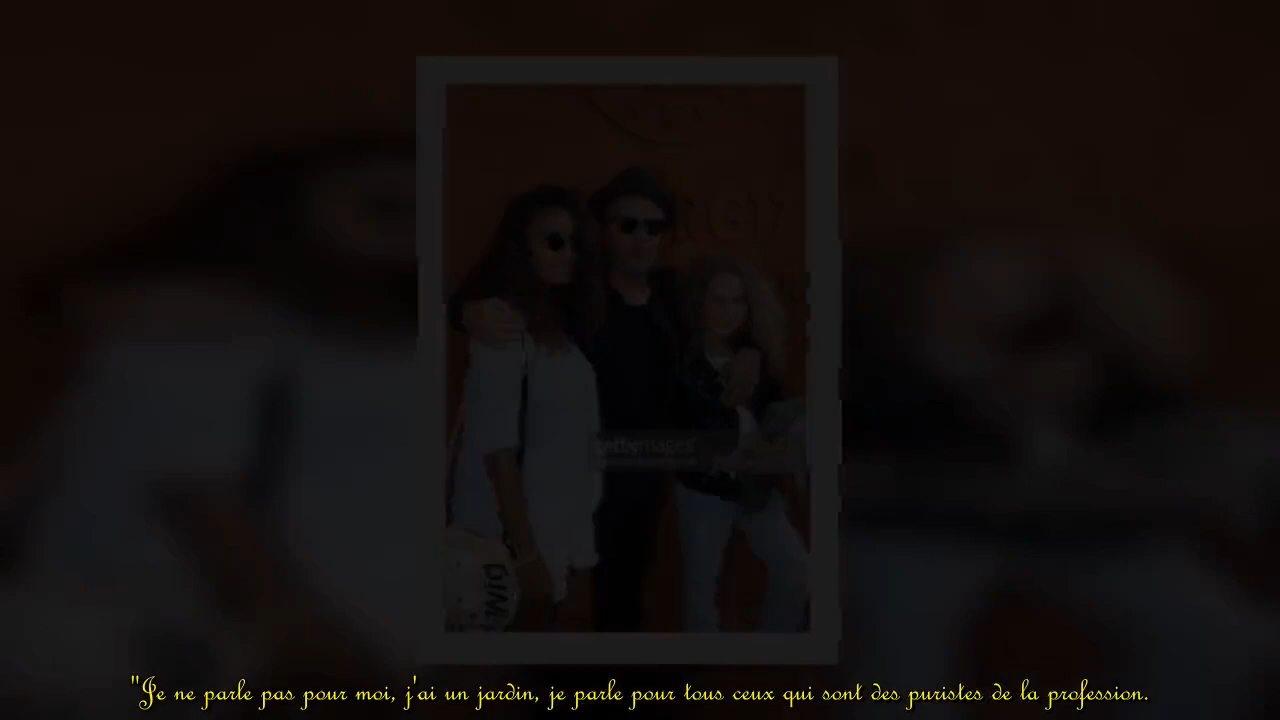 gettyimages
"Je ne parle pas pour moi, j'ai un jardin, je parle pour tous ceux qui sont des puristes de la profession.